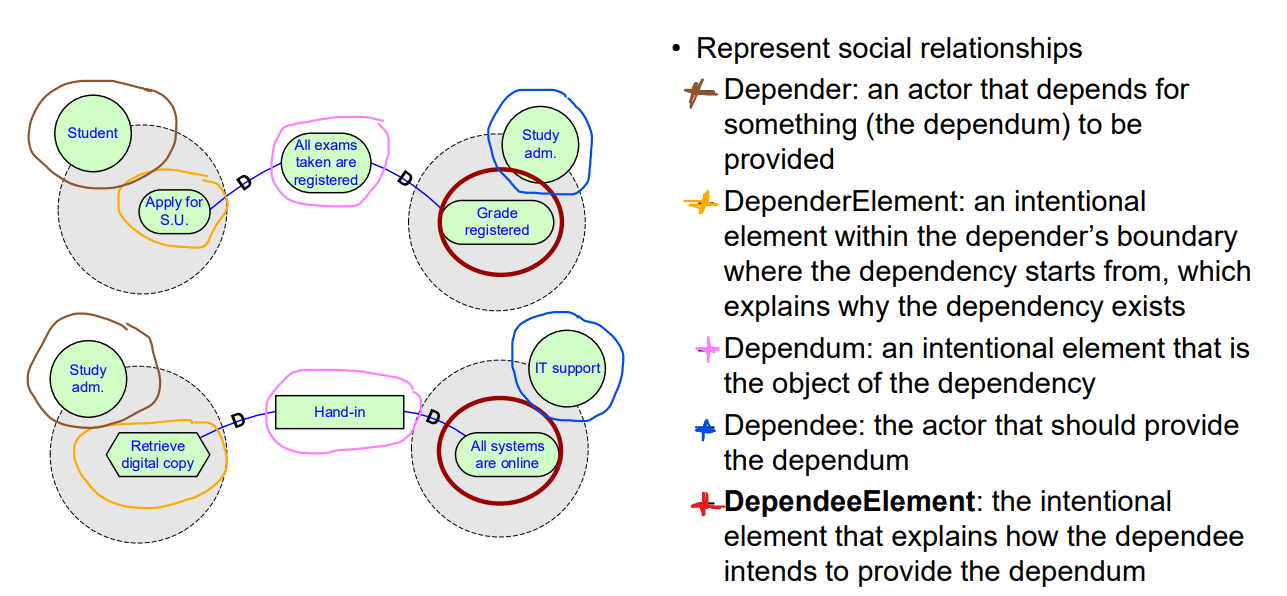 Student
Apply for
S.U.
D
All exams
taken are
registered
D
Study
adm.
Grade
registered
Study
adm.
Retrieve
digital copy
D
Hand-in
D
IT support
All systems
are online
• Represent social relationships
Depender: an actor that depends for
something (the dependum) to be
provided
DependerElement: an intentional
element within the depender’s boundary
where the dependency starts from, which
explains why the dependency exists
Dependum: an intentional element that is
the object of the dependency
Dependee: the actor that should provide
the dependum
DependeeElement: the intentional
element that explains how the dependee
intends to provide the dependum